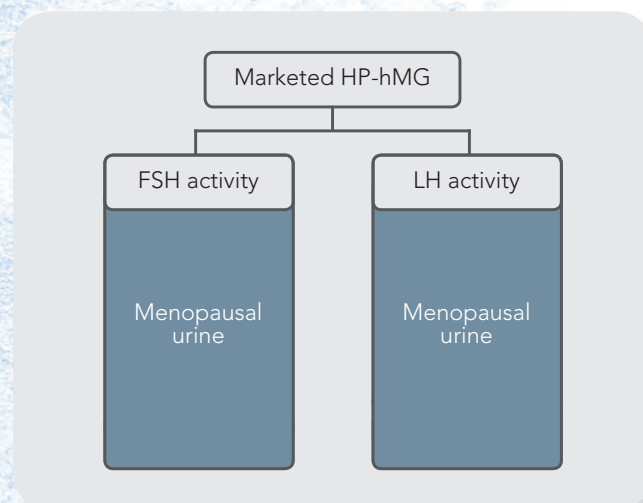 Marketed HP-hMG
FSH activity
LH activity
Menopausal
urine
Menopausal
urine